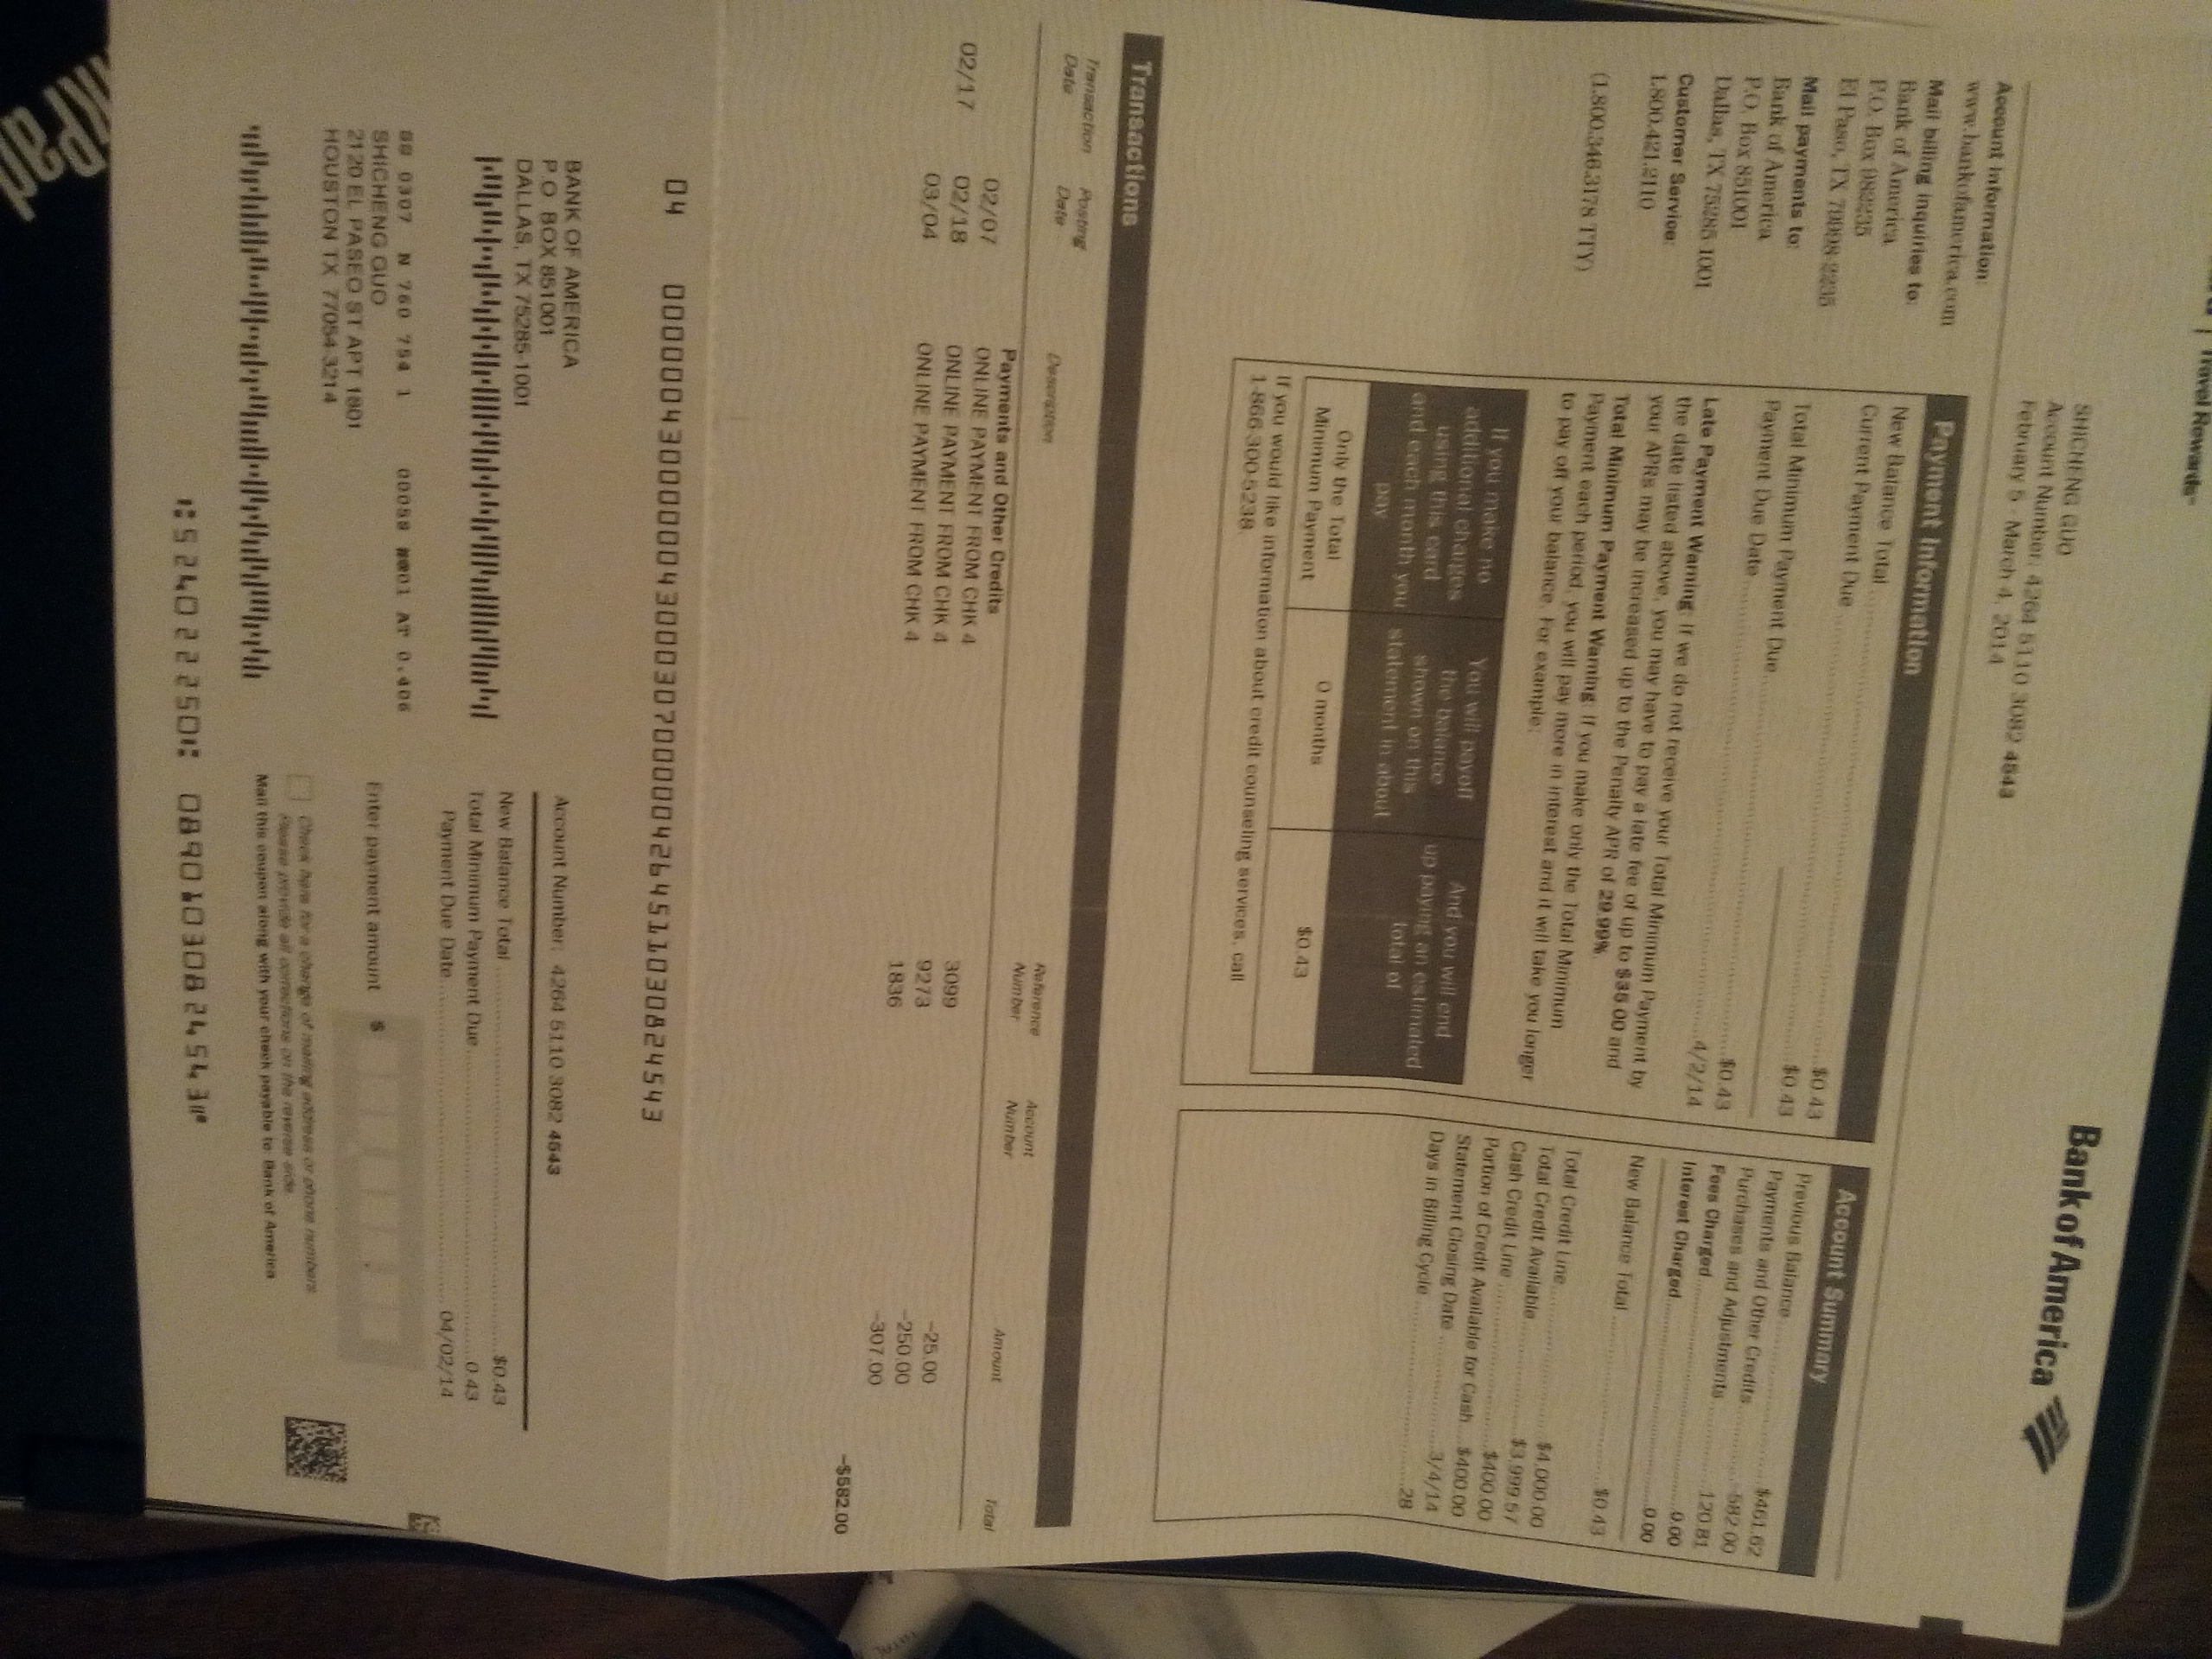 Travel Rewards
Bank of America
SHICHENG GUO
Account Number: 4264 5110 3082 4543
February 5 - March 4, 2014
Account Information:
www.bankofamerica.com
Mail billing inquiries to:
Bank of America
P.O. Box 982235
El Paso, TX 79998-2235
Mail payments to:
Bank of America
P.O. Box 851001
Dallas, TX 75285-1001
Customer Service:
1.800.421.2110
(1.800.346.3178 TTY)
Payment Information
New Balance Total $0.43
Current Payment Due $0.43
Total Minimum Payment Due $0.43
Payment Due Date 4/2/14
Late Payment Warning: If we do not receive your Total Minimum Payment by
the date listed above, you may have to pay a late fee of up to $35.00 and
your APRs may be increased up to the Penalty APR of 29.99%.
Total Minimum Payment Warning: If you make only the Total Minimum
Payment each period, you will pay more in interest and it will take you longer
to pay off your balance. For example:
If you make no additional charges using this card and each month you pay
You will payoff the balance shown on this statement in about
And you will end up paying an estimated total of
Only the Total Minimum Payment
0 months
$0.43
If you would like information about credit counseling services, call
1-866-300-5238.
Account Summary
Previous Balance $461.62
Payments and Other Credits -582.00
Purchases and Adjustments 120.81
Fees Charged 0.00
Interest Charged 0.00
New Balance Total $0.43
Total Credit Line $4,000.00
Total Credit Available $3,999.57
Cash Credit Line $400.00
Portion of Credit Available for Cash $400.00
Statement Closing Date 3/4/14
Days in Billing Cycle 28
Transactions
Transaction Date
Posting Date
Description
Reference Number
Account Number
Amount
Total
Payments and Other Credits
02/07 ONLINE PAYMENT FROM CHK 4 3099 -25.00
02/17 02/18 ONLINE PAYMENT FROM CHK 4 9273 -250.00
03/04 ONLINE PAYMENT FROM CHK 4 1836 -307.00
-$582.00
04 00000043000000043000307000004264511030824543
BANK OF AMERICA
P.O. BOX 851001
DALLAS, TX 75285-1001
Account Number: 4264 5110 3082 4543
New Balance Total $0.43
Total Minimum Payment Due 0.43
Payment Due Date 04/02/14
0307 N 760 754 1 00058 AT 0.406
SHICHENG GUO
2120 EL PASEO ST APT 1801
HOUSTON TX 77054-3214
Enter payment amount $
Check here for a change of mailing address or phone numbers.
Please provide all corrections on the reverse side.
Mail this coupon along with your check payable to: Bank of America
⑆524022250⑆ 08901030824543⑈